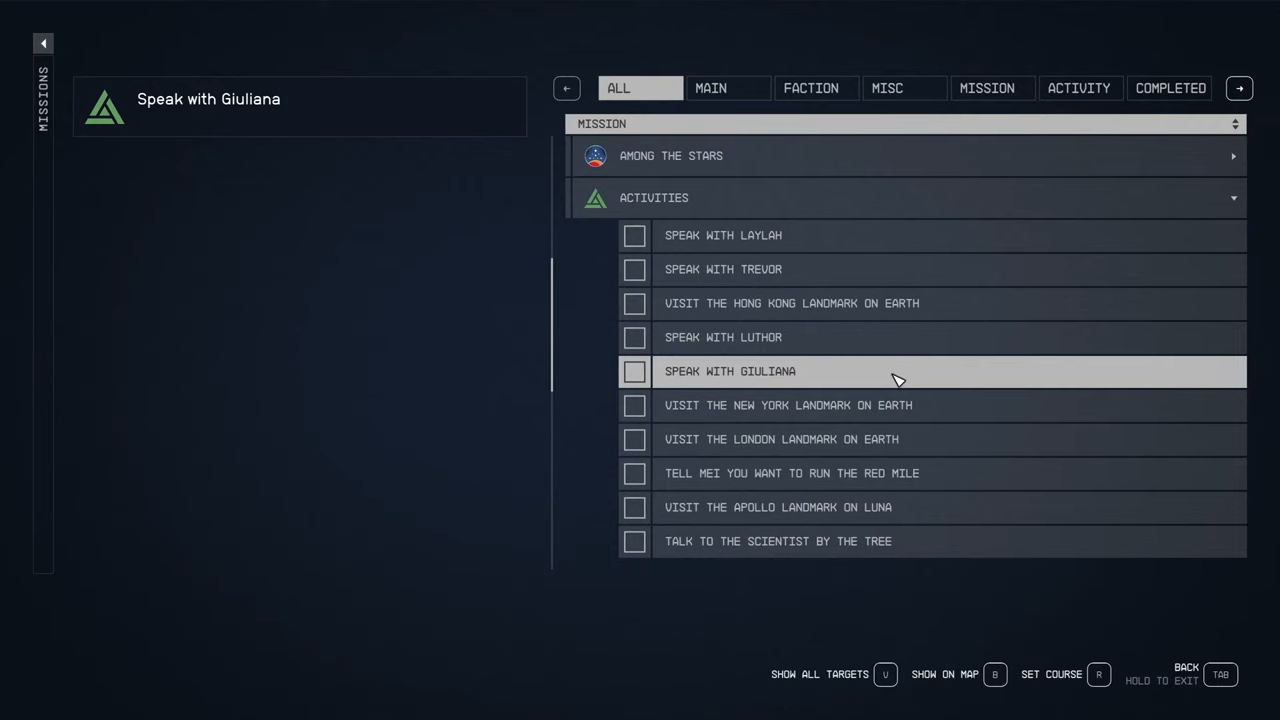 MISSIONS
Speak with Giuliana
ALL MAIN FACTION MISC MISSION ACTIVITY COMPLETED
MISSION
AMONG THE STARS
ACTIVITIES
SPEAK WITH LAYLAH
SPEAK WITH TREVOR
VISIT THE HONG KONG LANDMARK ON EARTH
SPEAK WITH LUTHOR
SPEAK WITH GIULIANA
VISIT THE NEW YORK LANDMARK ON EARTH
VISIT THE LONDON LANDMARK ON EARTH
TELL MEI YOU WANT TO RUN THE RED MILE
VISIT THE APOLLO LANDMARK ON LUNA
TALK TO THE SCIENTIST BY THE TREE
SHOW ALL TARGETS V SHOW ON MAP B SET COURSE R BACK TAB
HOLD TO EXIT